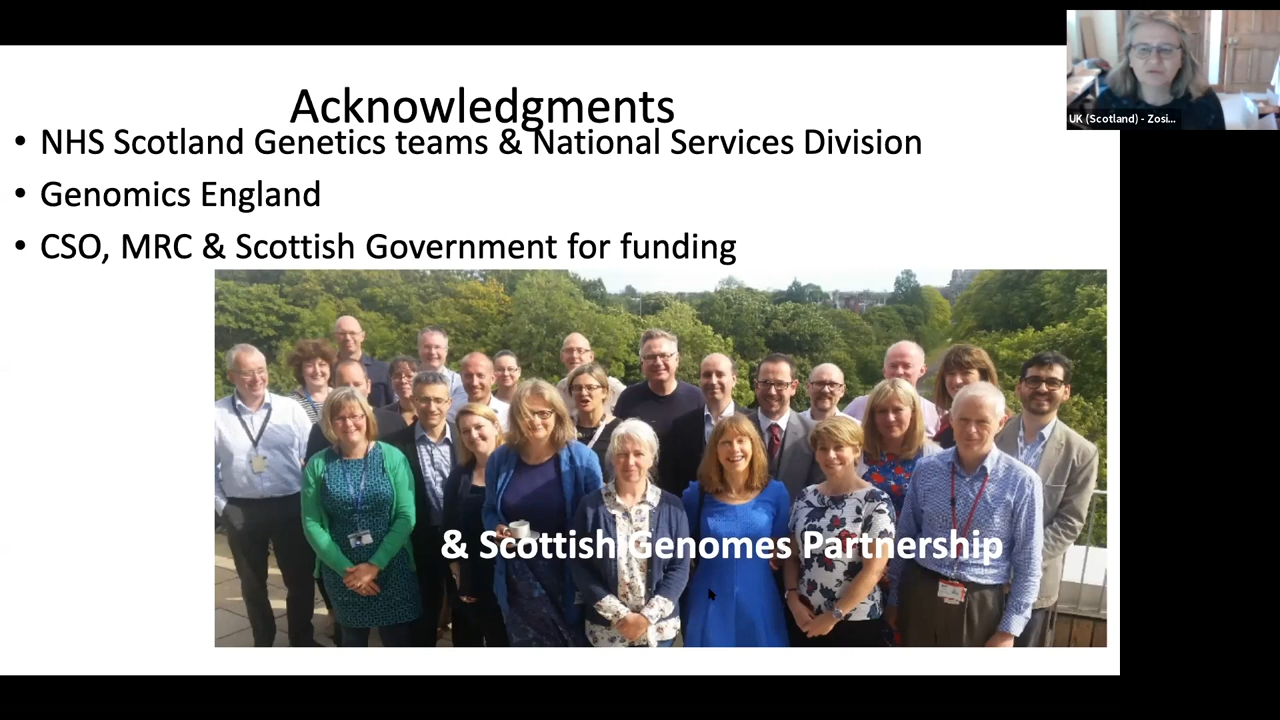 Acknowledgments
• NHS Scotland Genetics teams & National Services Division
• Genomics England
• CSO, MRC & Scottish Government for funding
& Scottish Genomes Partnership
UK (Scotland) - Zosi...